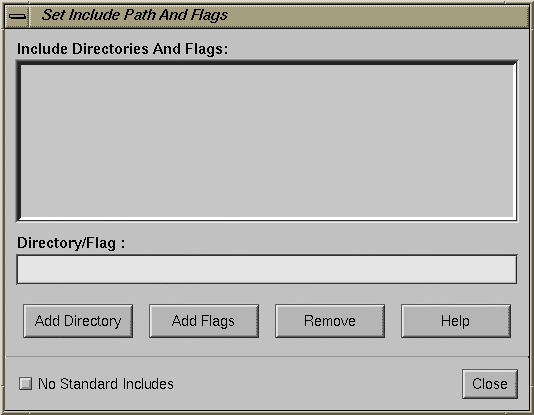 Set Include Path And Flags
Include Directories And Flags:
Directory/Flag :
Add Directory Add Flags Remove Help
No Standard Includes Close